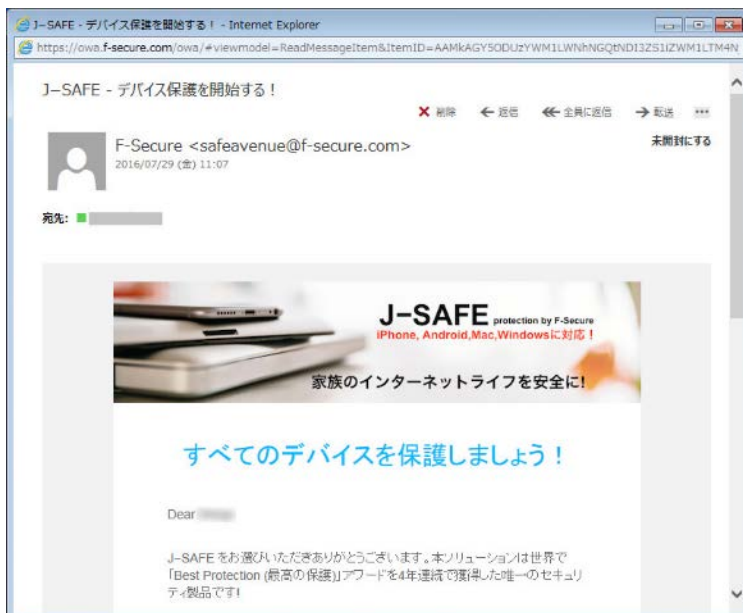 J-SAFE - デバイス保護を開始する! - Internet Explorer
https://owa.f-secure.com/owa/#viewmodel=ReadMessageItem&ItemID=
J-SAFE - デバイス保護を開始する!
削除 返信 全員に返信 転送 ...
F-Secure <safeavenue@f-secure.com>
未開封にする
2016/07/29 (金) 11:07
宛先:
J-SAFE protection by F-Secure
iPhone, Android,Mac,Windowsに対応!
家族のインターネットライフを安全に!
すべてのデバイスを保護しましょう!
Dear
J-SAFE をお選びいただきありがとうございます。本ソリューションは世界で
「Best Protection (最高の保護)」アワードを4年連続で獲得した唯一のセキュリ
ティ製品です!